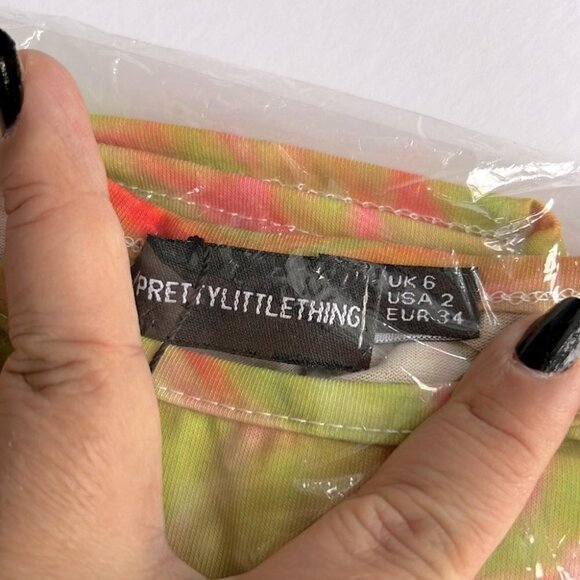 PRETTYLITTLETHING
UK 6
USA 2
EUR 34